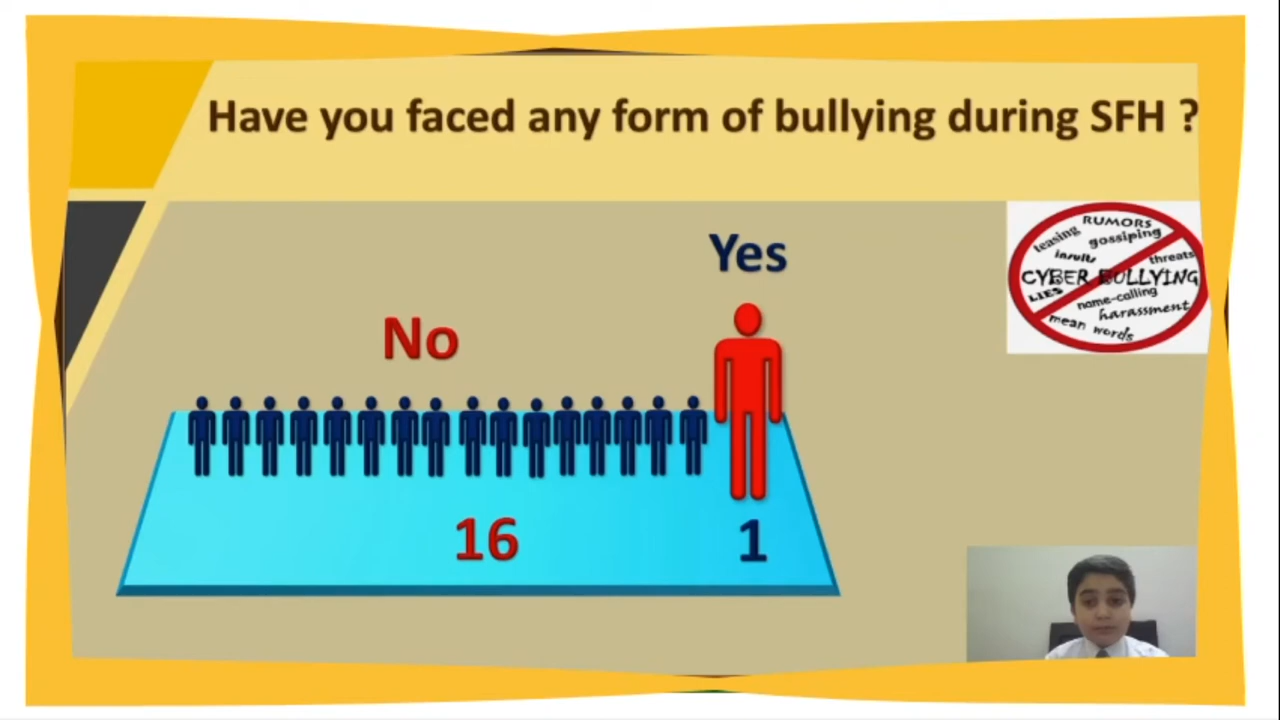 Have you faced any form of bullying during SFH ?
Yes
No
16
1
RUMORS
teasing
gossiping
insults
threats
CYBER BULLYING
LIES
name-calling
harassment
mean words